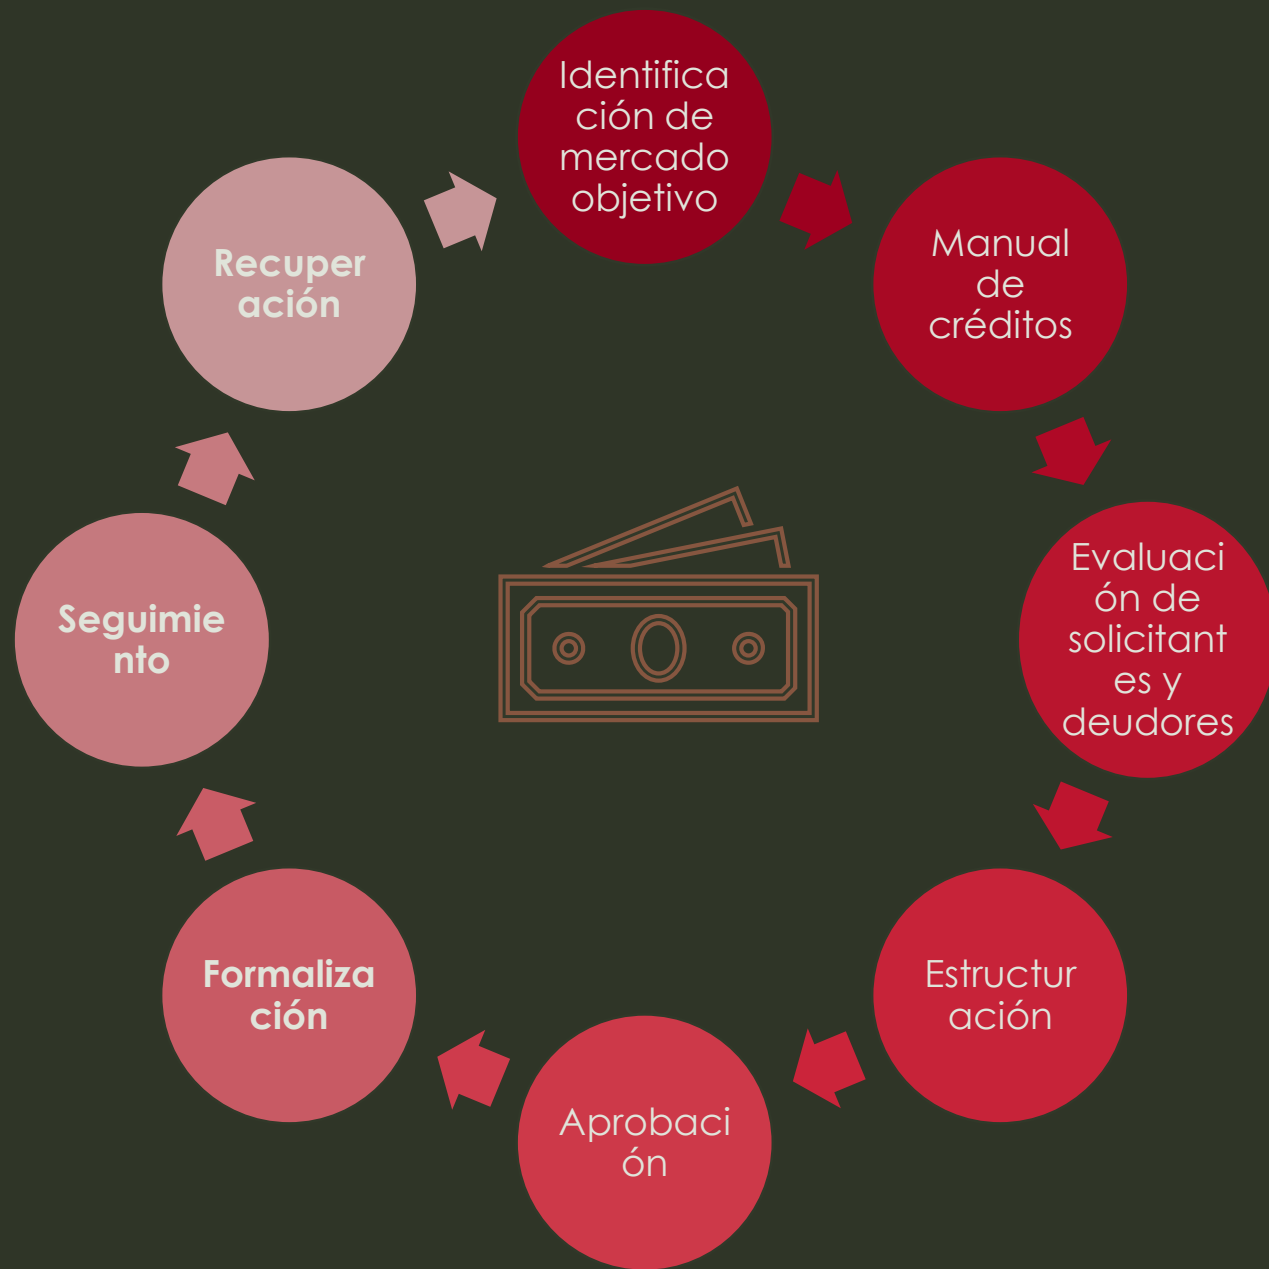 Identifica
ción de
mercado
objetivo
Manual
de
créditos
Evaluaci
ón de
solicitant
es y
deudores
Estructur
ación
Aprobaci
ón
Formaliza
ción
Seguimie
nto
Recuper
ación